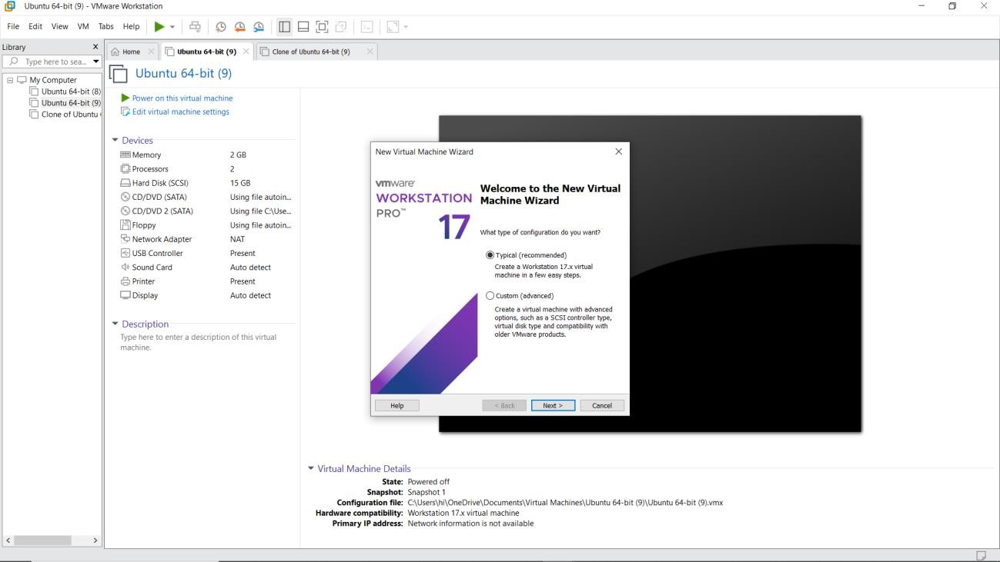 Ubuntu 64-bit (9) - VMware Workstation
File Edit View VM Tabs Help
Library X
Type here to sea...
My Computer
Ubuntu 64-bit (8)
Ubuntu 64-bit (9)
Clone of Ubuntu
Home
Ubuntu 64-bit (9)
Clone of Ubuntu 64-bit (9)
Ubuntu 64-bit (9)
Power on this virtual machine
Edit virtual machine settings
Devices
Memory 2 GB
Processors 2
Hard Disk (SCSI) 15 GB
CD/DVD (SATA) Using file autoin...
CD/DVD 2 (SATA) Using file C:\Use...
Floppy Using file autoin...
Network Adapter NAT
USB Controller Present
Sound Card Auto detect
Printer Present
Display Auto detect
Description
Type here to enter a description of this virtual
machine.
New Virtual Machine Wizard
vmware
WORKSTATION
PRO™
17
Welcome to the New Virtual
Machine Wizard
What type of configuration do you want?
Typical (recommended)
Create a Workstation 17.x virtual
machine in a few easy steps.
Custom (advanced)
Create a virtual machine with advanced
options, such as a SCSI controller type,
virtual disk type and compatibility with
older VMware products.
Help < Back Next > Cancel
Virtual Machine Details
State: Powered off
Snapshot: Snapshot 1
Configuration file: C:\Users\hi\OneDrive\Documents\Virtual Machines\Ubuntu 64-bit (9)\Ubuntu 64-bit (9).vmx
Hardware compatibility: Workstation 17.x virtual machine
Primary IP address: Network information is not available